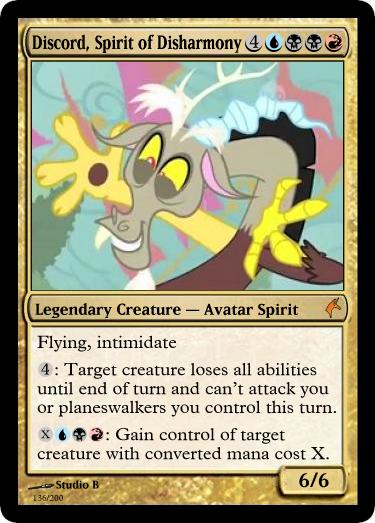 Discord, Spirit of Disharmony 4
Legendary Creature — Avatar Spirit
Flying, intimidate
4: Target creature loses all abilities
until end of turn and can't attack you
or planeswalkers you control this turn.
X: Gain control of target
creature with converted mana cost X.
6/6
Studio B
136/200